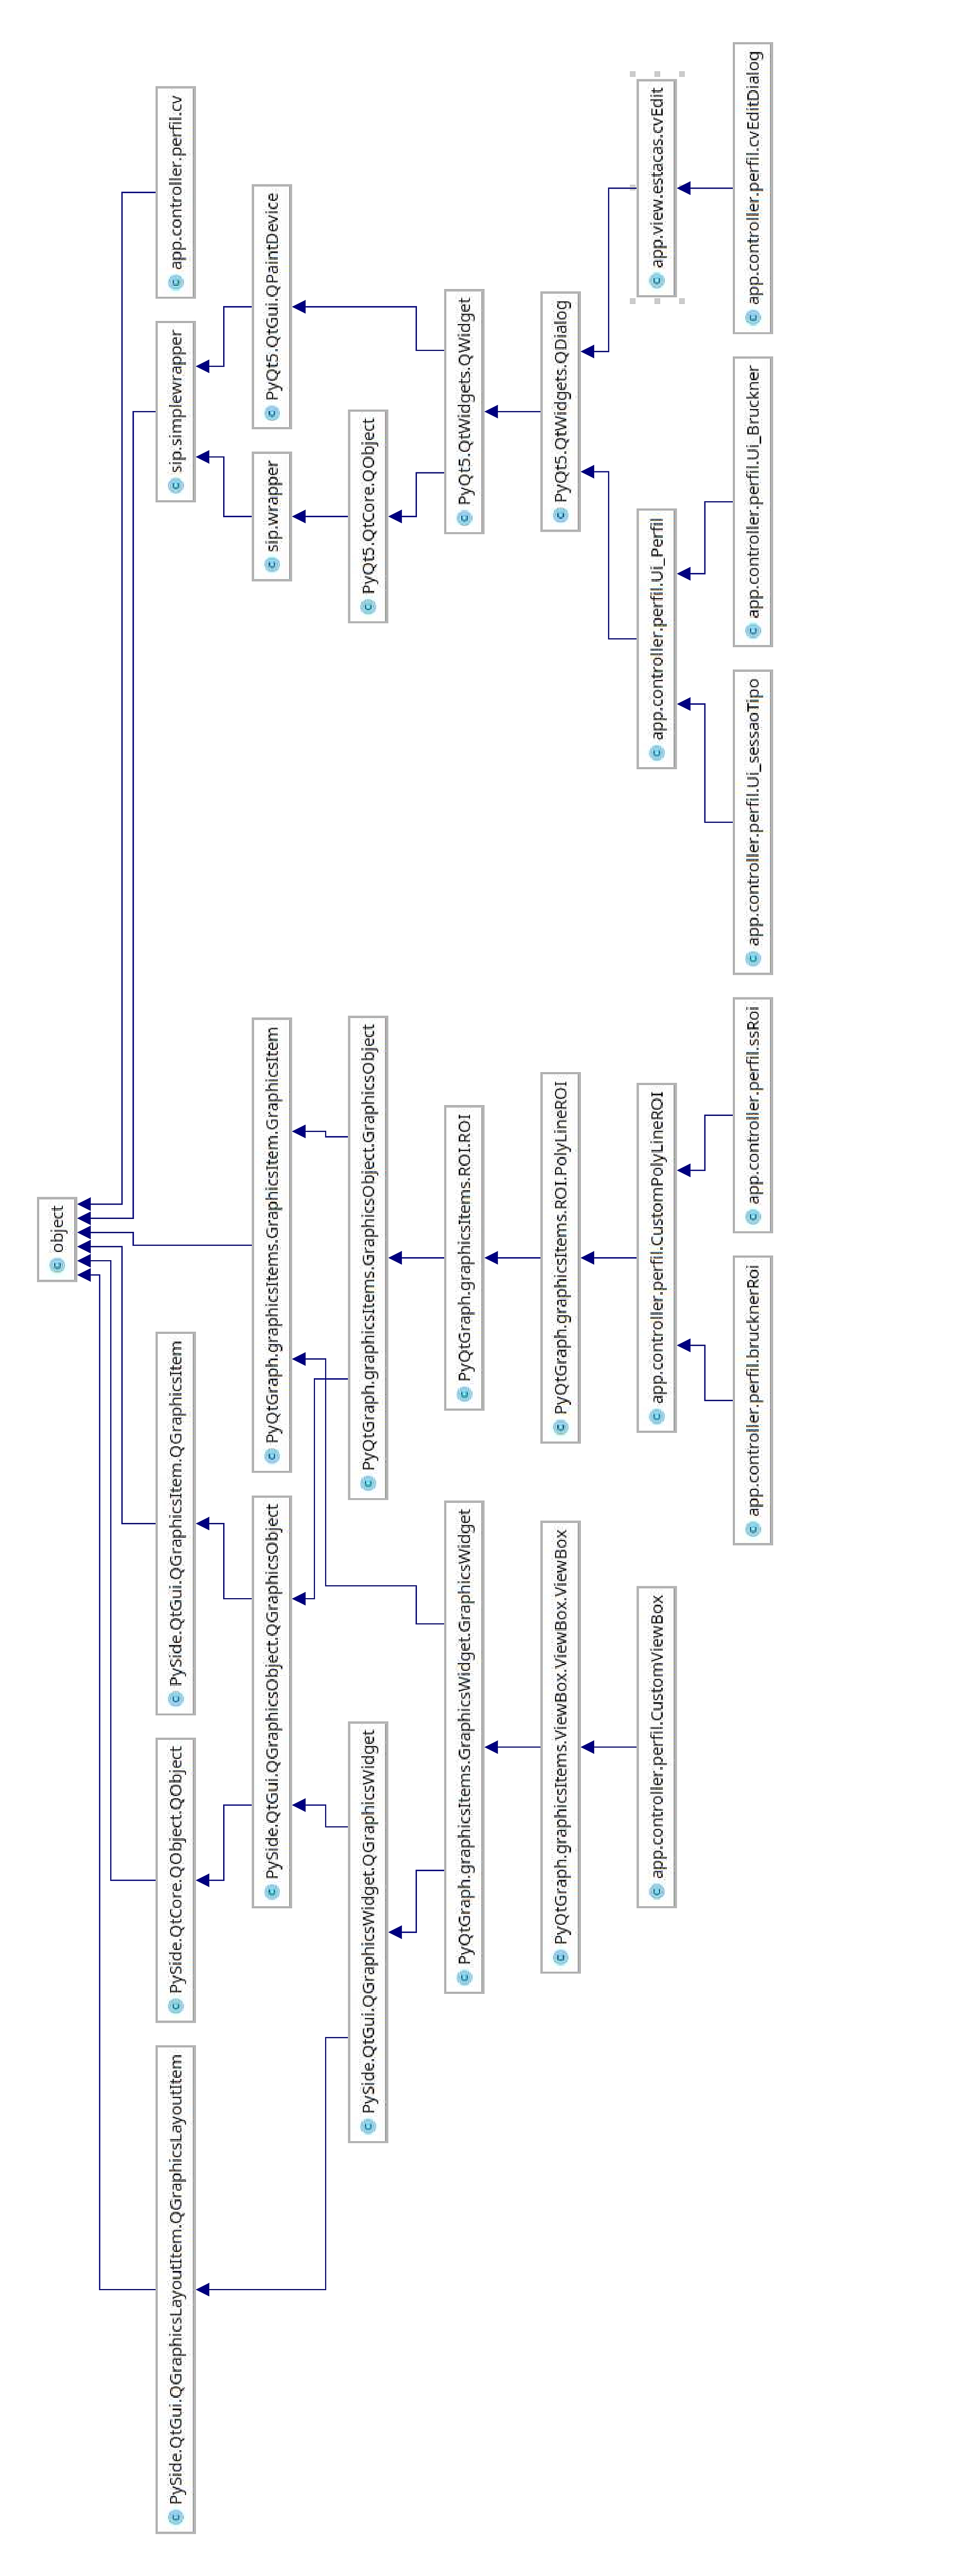 object
PySide.QtGui.QGraphicsLayoutItem.QGraphicsLayoutItem
PySide.QtCore.QObject.QObject
PySide.QtGui.QGraphicsItem.QGraphicsItem
sip.simplewrapper
app.controller.perfil.cv
PySide.QtGui.QGraphicsObject.QGraphicsObject
PyQtGraph.graphicsItems.GraphicsItem.GraphicsItem
sip.wrapper
PyQt5.QtGui.QPaintDevice
PySide.QtGui.QGraphicsWidget.QGraphicsWidget
PyQtGraph.graphicsItems.GraphicsObject.GraphicsObject
PyQt5.QtCore.QObject
PyQtGraph.graphicsItems.GraphicsWidget.GraphicsWidget
PyQtGraph.graphicsItems.ROI.ROI
PyQt5.QtWidgets.QWidget
PyQtGraph.graphicsItems.ViewBox.ViewBox
PyQtGraph.graphicsItems.ROI.PolyLineROI
PyQt5.QtWidgets.QDialog
app.controller.perfil.CustomViewBox
app.controller.perfil.CustomPolyLineROI
app.controller.perfil.Ui_Perfil
app.view.estacas.cvEdit
app.controller.perfil.brucknerRoi
app.controller.perfil.ssRoi
app.controller.perfil.Ui_sessaoTipo
app.controller.perfil.Ui_Bruckner
app.controller.perfil.cvEditDialog